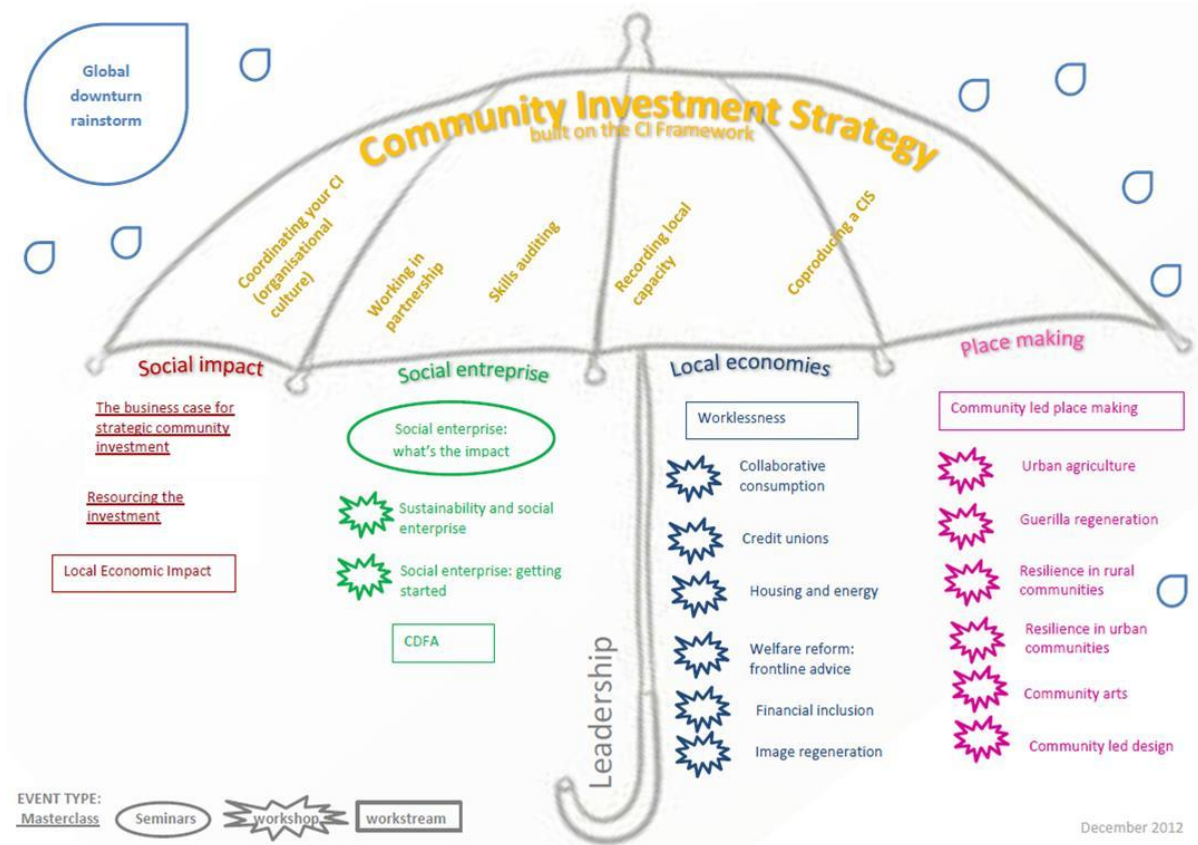 Global
downturn
rainstorm
Community Investment Strategy
built on the CI Framework
Coordinating your CI
(organisational
culture)
Working in
partnership
Skills auditing
Recording local
capacity
Coproducing a CIS
Social impact
The business case for
strategic community
investment
Resourcing the
investment
Local Economic Impact
Social entreprise
Social enterprise:
what's the impact
Sustainability and social
enterprise
Social enterprise: getting
started
CDFA
Local economies
Worklessness
Collaborative
consumption
Credit unions
Housing and energy
Welfare reform:
frontline advice
Financial inclusion
Image regeneration
Place making
Community led place making
Urban agriculture
Guerilla regeneration
Resilience in rural
communities
Resilience in urban
communities
Community arts
Community led design
Leadership
EVENT TYPE:
Masterclass
Seminars
workshop
workstream
December 2012